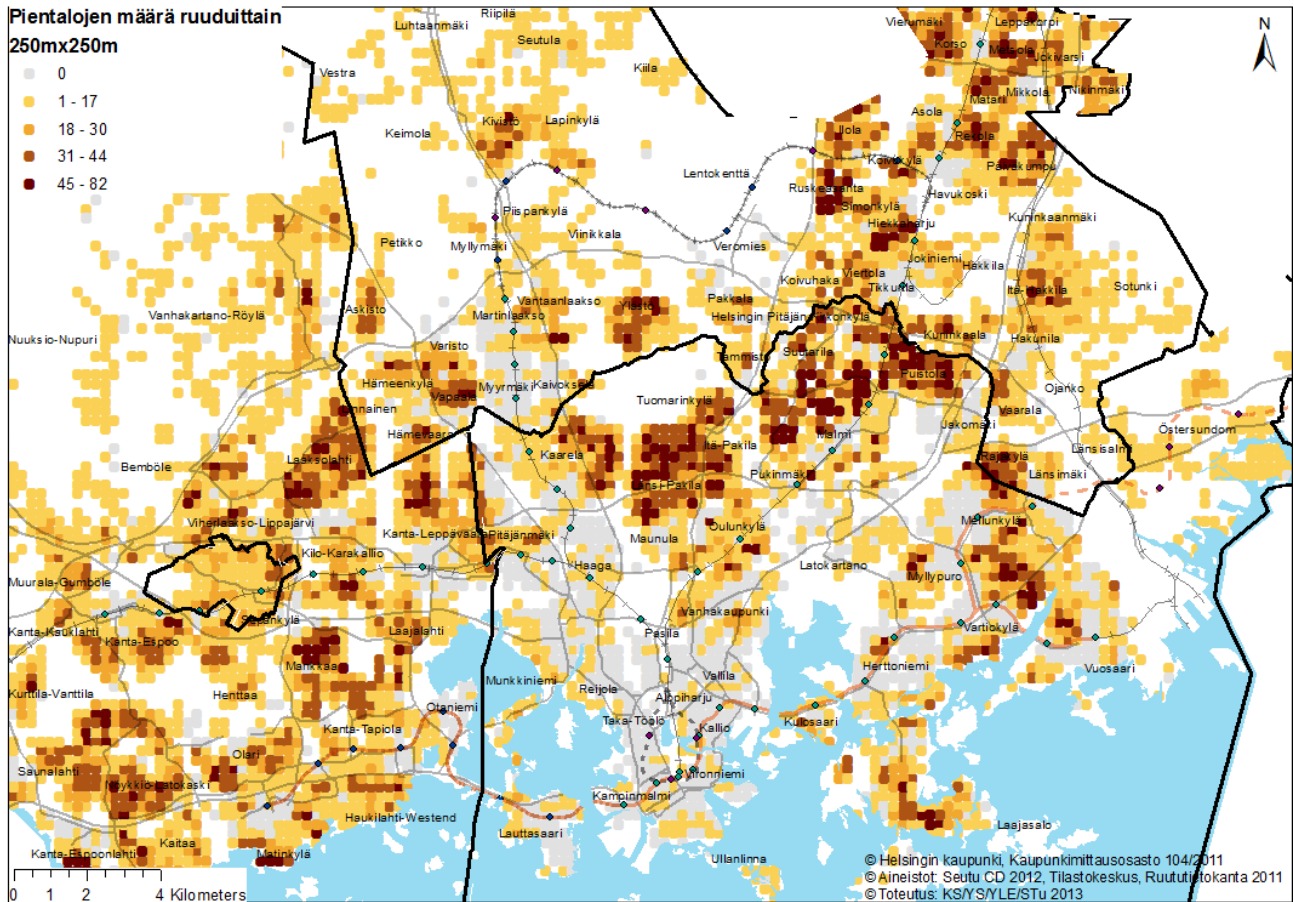 Pientalojen määrä ruuduittain
250mx250m
0
1 - 17
18 - 30
31 - 44
45 - 82
N
Riipilä
Luhtaanmäki
Seutula
Vierumäki
Leppäkorpi
Korso
Metsola
Jokivarsi
Vestra
Kiila
Mikkola
Nikinmäki
Matari
Asola
Kivistö
Lapinkylä
Keimola
Ilola
Rekola
Koivukylä
Päiväkumpu
Lentokenttä
Ruskeasanta
Havukoski
Simonkylä
Piispankylä
Kuninkaanmäki
Hiekkaharju
Petikko
Viinikkala
Myllymäki
Veromies
Jokiniemi
Hakkila
Viertola
Koivuhaka
Tikkurila
Sotunki
Itä-Hakkila
Vantaanlaakso
Pakkala
Vanhakartano-Röylä
Askisto
Martinlaakso
Ylästö
Helsingin Pitäjänkirkonkylä
Kuninkaala
Nuuksio-Nupuri
Hakunila
Varisto
Suutarila
Tammisto
Puistola
Hämeenkylä
Myyrmäki
Kaivoksela
Ojanko
Vapaala
Tuomarinkylä
Linnainen
Vaarala
Hämevaara
Malmi
Jakomäki
Östersundom
Itä-Pakila
Laaksolahti
Kaarela
Länsisalmi
Bemböle
Pukinmäki
Rajakylä
Länsimäki
Länsi-Pakila
Viherlaakso-Lippajärvi
Mellunkylä
Oulunkylä
Kanta-Leppävaara
Pitäjänmäki
Maunula
Kilo-Karakallio
Haaga
Latokartano
Muurala-Gumböle
Myllypuro
Vanhakaupunki
Sepänkylä
Kanta-Kauklahti
Kanta-Espoo
Laajalahti
Pasila
Vartiokylä
Mankkaa
Herttoniemi
Vuosaari
Munkkiniemi
Vallila
Kurttila-Vanttila
Henttaa
Reijola
Alppiharju
Otaniemi
Taka-Töölö
Kulosaari
Kanta-Tapiola
Kallio
Olari
Saunalahti
Vironniemi
Nöykkiö-Latokaski
Kampinmalmi
Haukilahti-Westend
Lauttasaari
Laajasalo
Kaitaa
Kanta-Espoonlahti
Matinkylä
Ullanlinna
© Helsingin kaupunki, Kaupunkimittausosasto 104/2011
© Aineistot: Seutu CD 2012, Tilastokeskus, Ruututietokanta 2011
© Toteutus: KS/YS/YLE/STu 2013
0 1 2 4 Kilometers